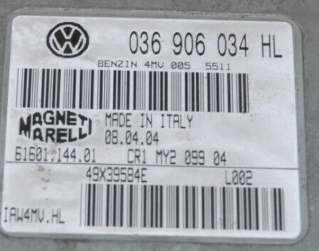 036 906 034 HL
BENZIN 4MV 005 5511
MAGNETI MARELLI
MADE IN ITALY
08.04.04
61601.144.01 CR1 MY2 099 04
49X39584E L002
IAW4MV.HL